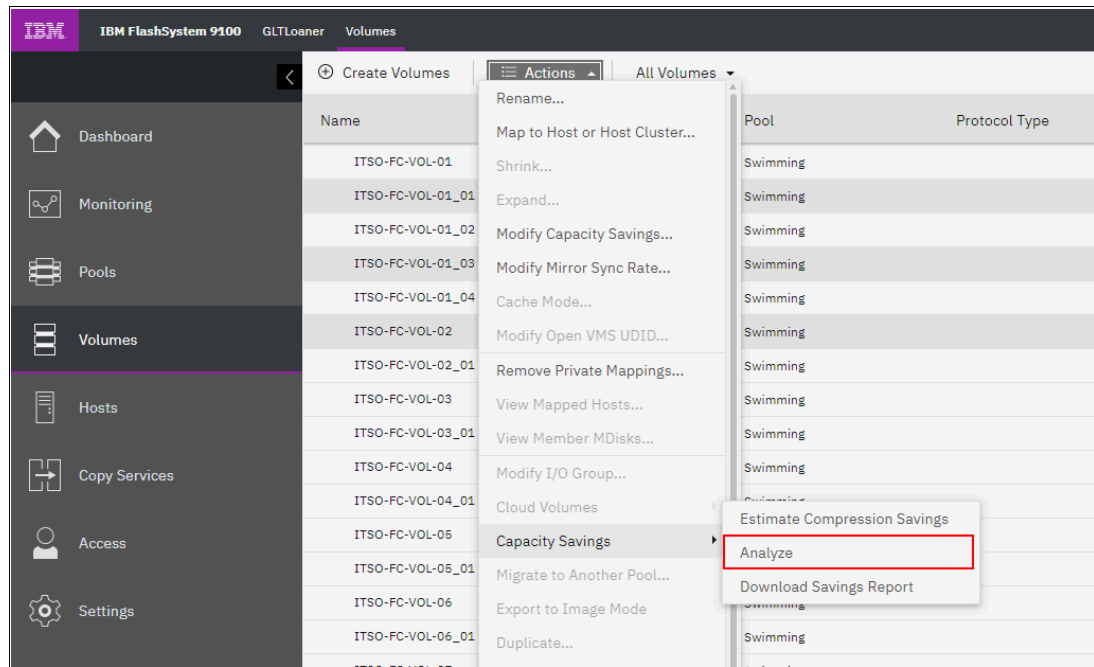 IBM IBM FlashSystem 9100 GLTLoaner Volumes
Create Volumes Actions All Volumes
Name Pool Protocol Type
Dashboard
Monitoring
Pools
Volumes
Hosts
Copy Services
Access
Settings
ITSO-FC-VOL-01 Swimming
ITSO-FC-VOL-01_01 Swimming
ITSO-FC-VOL-01_02 Swimming
ITSO-FC-VOL-01_03 Swimming
ITSO-FC-VOL-01_04 Swimming
ITSO-FC-VOL-02 Swimming
ITSO-FC-VOL-02_01 Swimming
ITSO-FC-VOL-03 Swimming
ITSO-FC-VOL-03_01 Swimming
ITSO-FC-VOL-04 Swimming
ITSO-FC-VOL-04_01
ITSO-FC-VOL-05
ITSO-FC-VOL-05_01
ITSO-FC-VOL-06 Swimming
ITSO-FC-VOL-06_01 Swimming
Rename...
Map to Host or Host Cluster...
Shrink...
Expand...
Modify Capacity Savings...
Modify Mirror Sync Rate...
Cache Mode...
Modify Open VMS UDID...
Remove Private Mappings...
View Mapped Hosts...
View Member MDisks...
Modify I/O Group...
Cloud Volumes
Capacity Savings
Migrate to Another Pool...
Export to Image Mode
Duplicate...
Estimate Compression Savings
Analyze
Download Savings Report